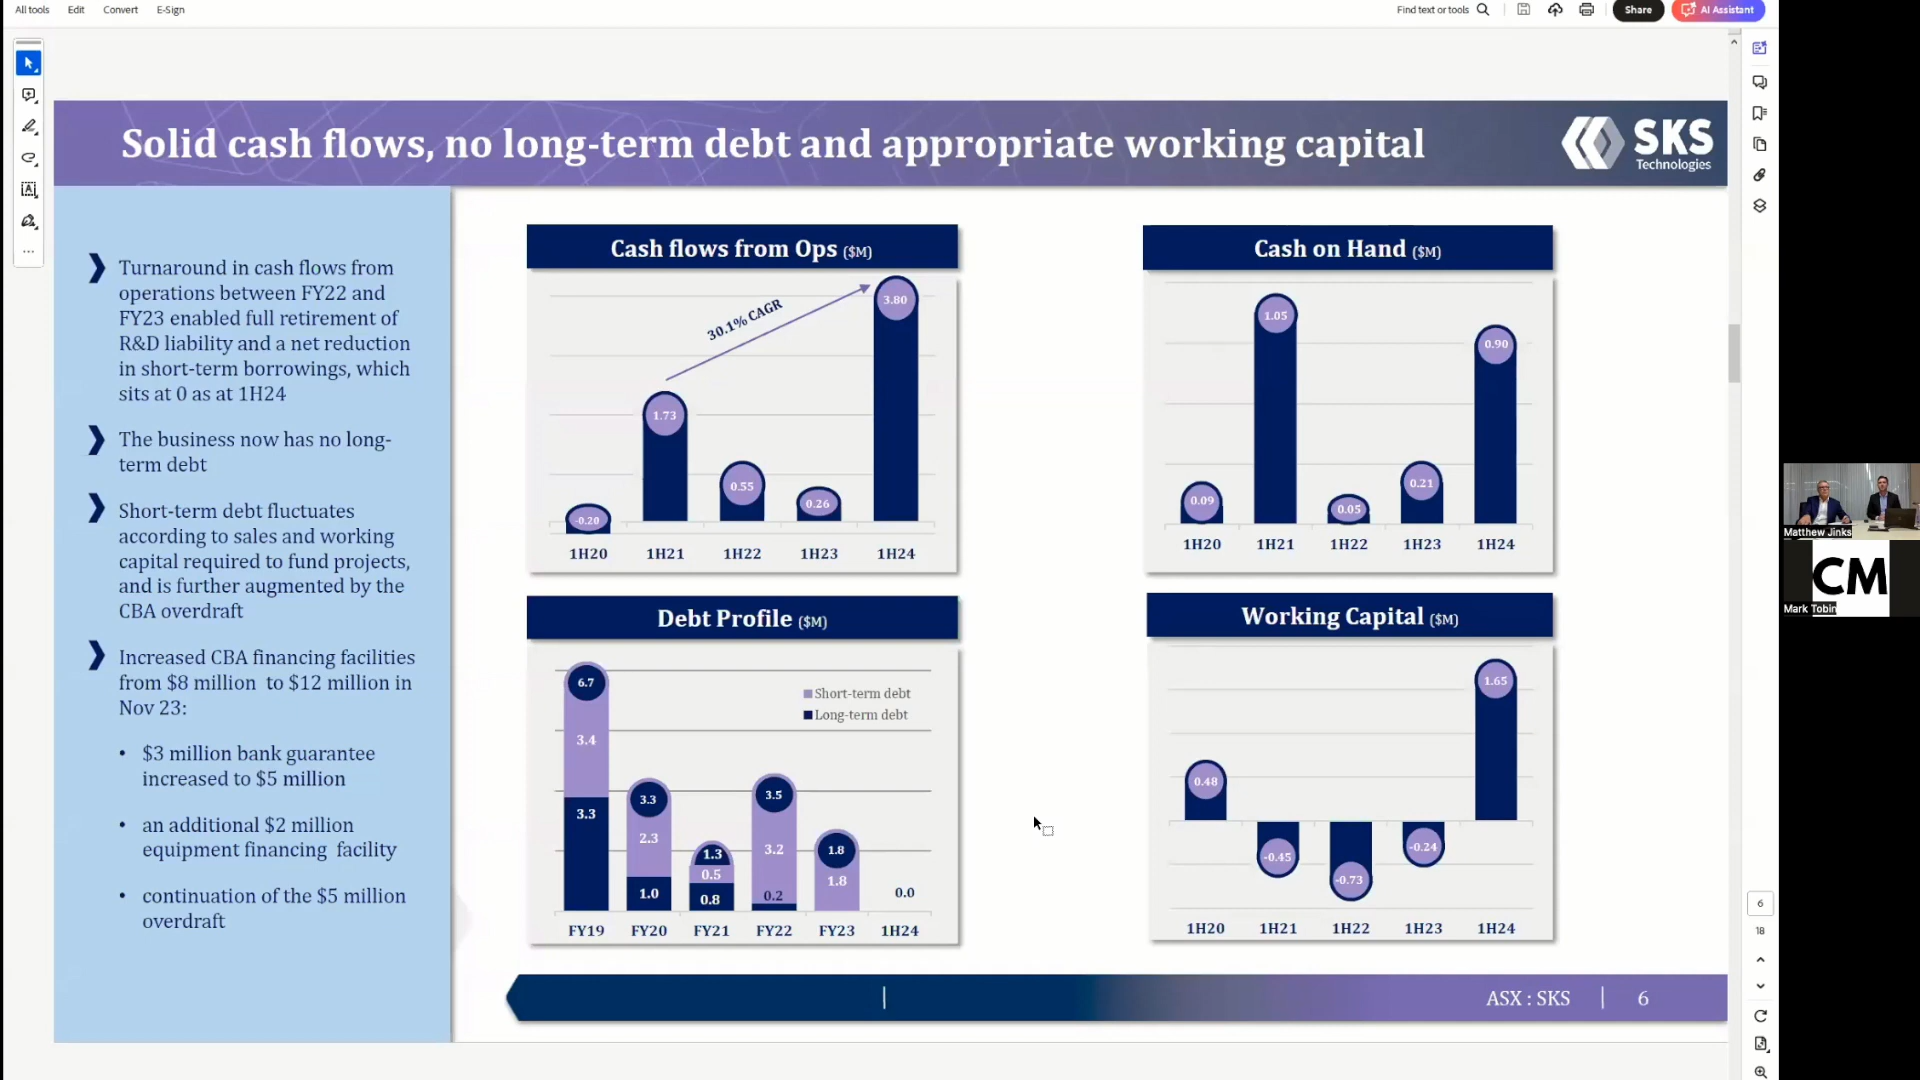 All tools Edit Convert E-Sign
Find text or tools Share AI Assistant
Solid cash flows, no long-term debt and appropriate working capital
SKS
Technologies
Turnaround in cash flows from
operations between FY22 and
FY23 enabled full retirement of
R&D liability and a net reduction
in short-term borrowings, which
sits at 0 as at 1H24
The business now has no long-
term debt
Short-term debt fluctuates
according to sales and working
capital required to fund projects,
and is further augmented by the
CBA overdraft
Increased CBA financing facilities
from $8 million to $12 million in
Nov 23:
• $3 million bank guarantee
increased to $5 million
• an additional $2 million
equipment financing facility
• continuation of the $5 million
overdraft
Cash flows from Ops ($M)
30.1% CAGR
-0.20 1.73 0.55 0.26 3.80
1H20 1H21 1H22 1H23 1H24
Cash on Hand ($M)
0.09 1.05 0.05 0.21 0.90
1H20 1H21 1H22 1H23 1H24
Debt Profile ($M)
Short-term debt
Long-term debt
6.7 3.3 1.3 3.5 1.8
3.4 2.3 0.5 3.2 1.8 0.0
3.3 1.0 0.8 0.2
FY19 FY20 FY21 FY22 FY23 1H24
Working Capital ($M)
0.48 -0.45 -0.73 -0.24 1.65
1H20 1H21 1H22 1H23 1H24
ASX : SKS | 6
Matthew Jinks
CM
Mark Tobin
6
18